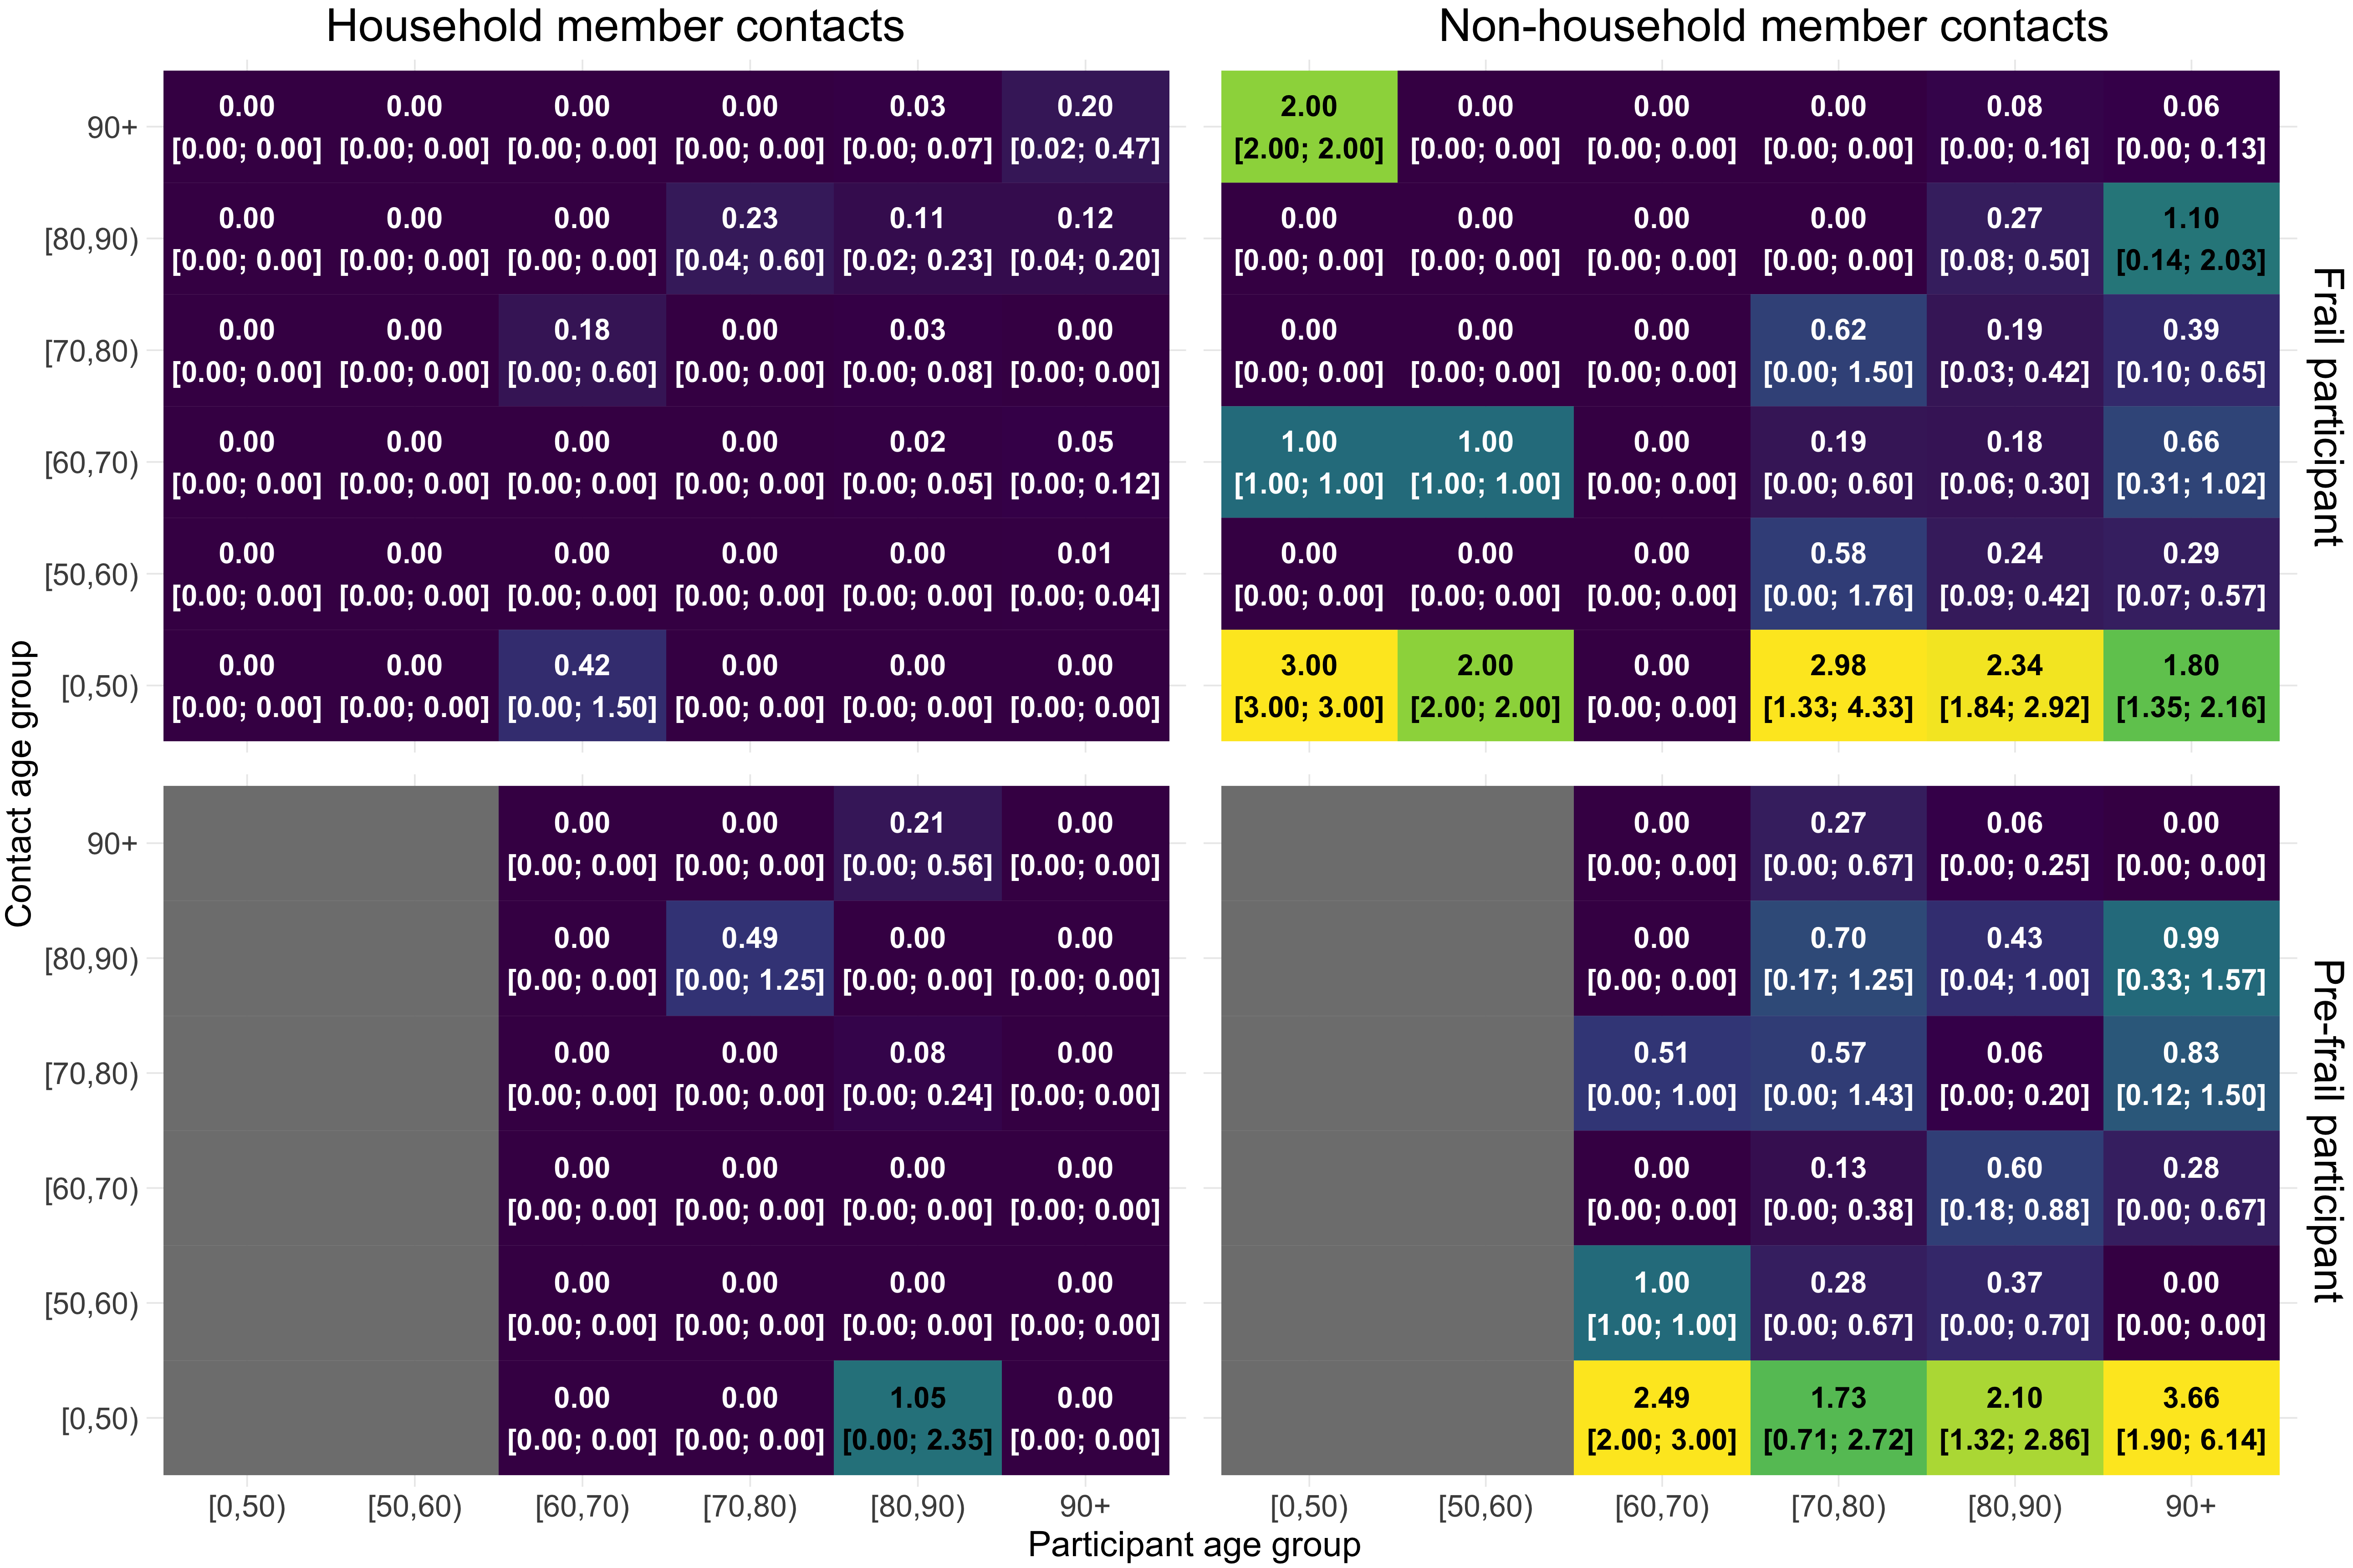 Household member contacts
Non-household member contacts
90+
0.00 0.00 0.00 0.00 0.03 0.20
[0.00; 0.00] [0.00; 0.00] [0.00; 0.00] [0.00; 0.00] [0.00; 0.07] [0.02; 0.47]
[80,90)
0.00 0.00 0.00 0.23 0.11 0.12
[0.00; 0.00] [0.00; 0.00] [0.00; 0.00] [0.04; 0.60] [0.02; 0.23] [0.04; 0.20]
[70,80)
0.00 0.00 0.18 0.00 0.03 0.00
[0.00; 0.00] [0.00; 0.00] [0.00; 0.60] [0.00; 0.00] [0.00; 0.08] [0.00; 0.00]
[60,70)
0.00 0.00 0.00 0.00 0.02 0.05
[0.00; 0.00] [0.00; 0.00] [0.00; 0.00] [0.00; 0.00] [0.00; 0.05] [0.00; 0.12]
[50,60)
0.00 0.00 0.00 0.00 0.00 0.01
[0.00; 0.00] [0.00; 0.00] [0.00; 0.00] [0.00; 0.00] [0.00; 0.00] [0.00; 0.04]
[0,50)
0.00 0.00 0.42 0.00 0.00 0.00
[0.00; 0.00] [0.00; 0.00] [0.00; 1.50] [0.00; 0.00] [0.00; 0.00] [0.00; 0.00]
2.00 0.00 0.00 0.00 0.08 0.06
[2.00; 2.00] [0.00; 0.00] [0.00; 0.00] [0.00; 0.00] [0.00; 0.16] [0.00; 0.13]
0.00 0.00 0.00 0.00 0.27 1.10
[0.00; 0.00] [0.00; 0.00] [0.00; 0.00] [0.00; 0.00] [0.08; 0.50] [0.14; 2.03]
0.00 0.00 0.00 0.62 0.19 0.39
[0.00; 0.00] [0.00; 0.00] [0.00; 0.00] [0.00; 1.50] [0.03; 0.42] [0.10; 0.65]
1.00 1.00 0.00 0.19 0.18 0.66
[1.00; 1.00] [1.00; 1.00] [0.00; 0.00] [0.00; 0.60] [0.06; 0.30] [0.31; 1.02]
0.00 0.00 0.00 0.58 0.24 0.29
[0.00; 0.00] [0.00; 0.00] [0.00; 0.00] [0.00; 1.76] [0.09; 0.42] [0.07; 0.57]
3.00 2.00 0.00 2.98 2.34 1.80
[3.00; 3.00] [2.00; 2.00] [0.00; 0.00] [1.33; 4.33] [1.84; 2.92] [1.35; 2.16]
Frail participant
Contact age group
90+
0.00 0.00 0.21 0.00
[0.00; 0.00] [0.00; 0.00] [0.00; 0.56] [0.00; 0.00]
[80,90)
0.00 0.49 0.00 0.00
[0.00; 0.00] [0.00; 1.25] [0.00; 0.00] [0.00; 0.00]
[70,80)
0.00 0.00 0.08 0.00
[0.00; 0.00] [0.00; 0.00] [0.00; 0.24] [0.00; 0.00]
[60,70)
0.00 0.00 0.00 0.00
[0.00; 0.00] [0.00; 0.00] [0.00; 0.00] [0.00; 0.00]
[50,60)
0.00 0.00 0.00 0.00
[0.00; 0.00] [0.00; 0.00] [0.00; 0.00] [0.00; 0.00]
[0,50)
0.00 0.00 1.05 0.00
[0.00; 0.00] [0.00; 0.00] [0.00; 2.35] [0.00; 0.00]
0.00 0.27 0.06 0.00
[0.00; 0.00] [0.00; 0.67] [0.00; 0.25] [0.00; 0.00]
0.00 0.70 0.43 0.99
[0.00; 0.00] [0.17; 1.25] [0.04; 1.00] [0.33; 1.57]
0.51 0.57 0.06 0.83
[0.00; 1.00] [0.00; 1.43] [0.00; 0.20] [0.12; 1.50]
0.00 0.13 0.60 0.28
[0.00; 0.00] [0.00; 0.38] [0.18; 0.88] [0.00; 0.67]
1.00 0.28 0.37 0.00
[1.00; 1.00] [0.00; 0.67] [0.00; 0.70] [0.00; 0.00]
2.49 1.73 2.10 3.66
[2.00; 3.00] [0.71; 2.72] [1.32; 2.86] [1.90; 6.14]
Pre-frail participant
[0,50) [50,60) [60,70) [70,80) [80,90) 90+
[0,50) [50,60) [60,70) [70,80) [80,90) 90+
Participant age group